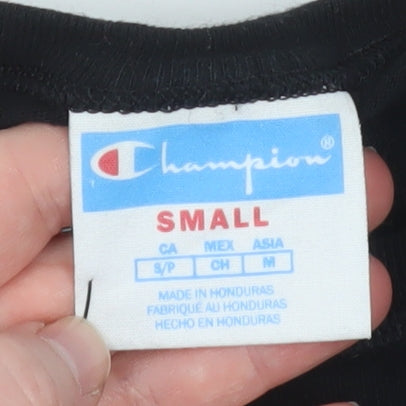 Champion®
SMALL
CA MEX ASIA
S/P CH M
MADE IN HONDURAS
FABRIQUÉ AU HONDURAS
HECHO EN HONDURAS